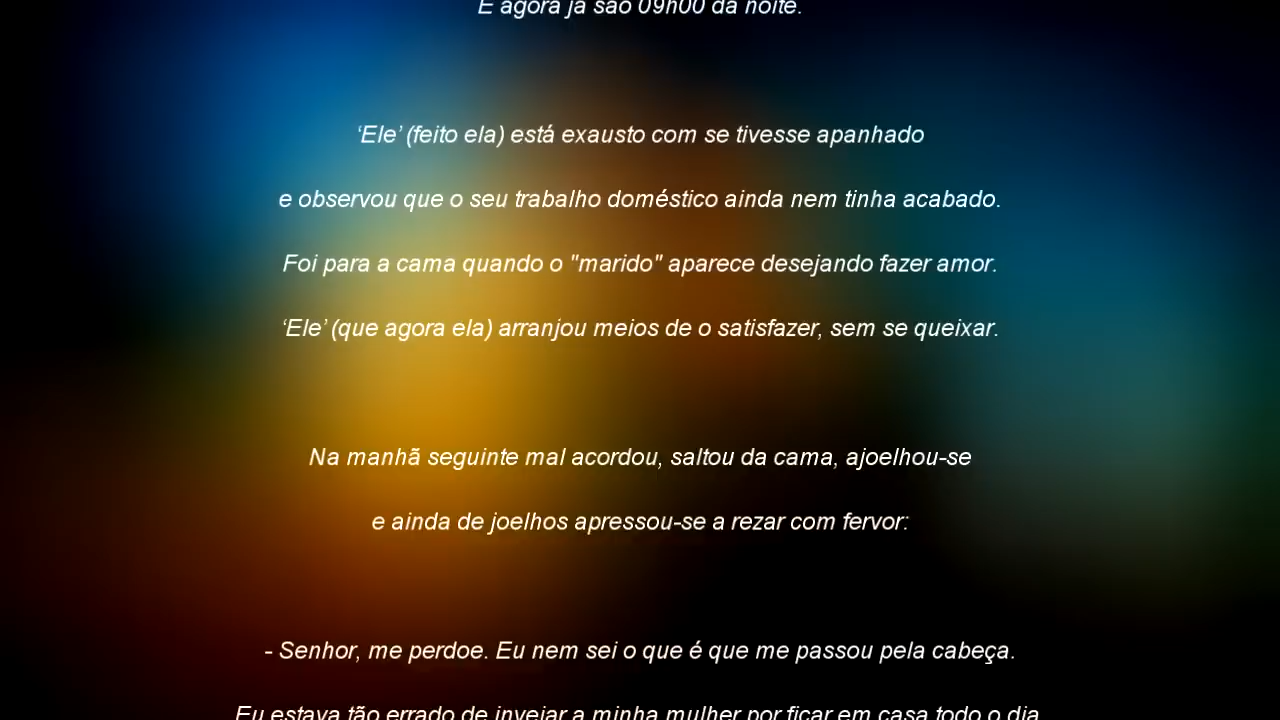 E agora já são 09h00 da noite.
‘Ele’ (feito ela) está exausto com se tivesse apanhado
e observou que o seu trabalho doméstico ainda nem tinha acabado.
Foi para a cama quando o "marido" aparece desejando fazer amor.
‘Ele’ (que agora ela) arranjou meios de o satisfazer, sem se queixar.
Na manhã seguinte mal acordou, saltou da cama, ajoelhou-se
e ainda de joelhos apressou-se a rezar com fervor:
- Senhor, me perdoe. Eu nem sei o que é que me passou pela cabeça.
Eu estava tão errado de invejar a minha mulher por ficar em casa todo o dia